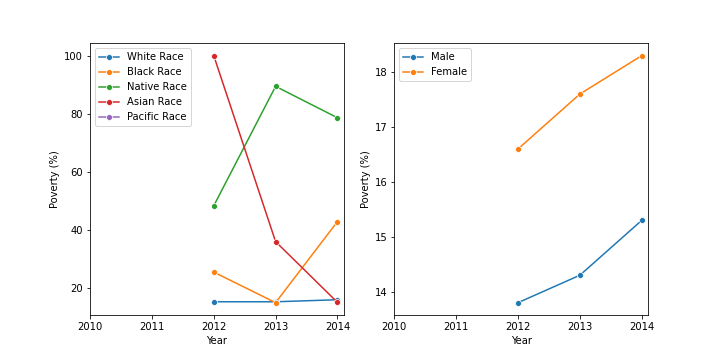 White Race
Black Race
Native Race
Asian Race
Pacific Race
100
80
60
40
20
Poverty (%)
2010 2011 2012 2013 2014
Year
Male
Female
18
17
16
15
14
Poverty (%)
2010 2011 2012 2013 2014
Year